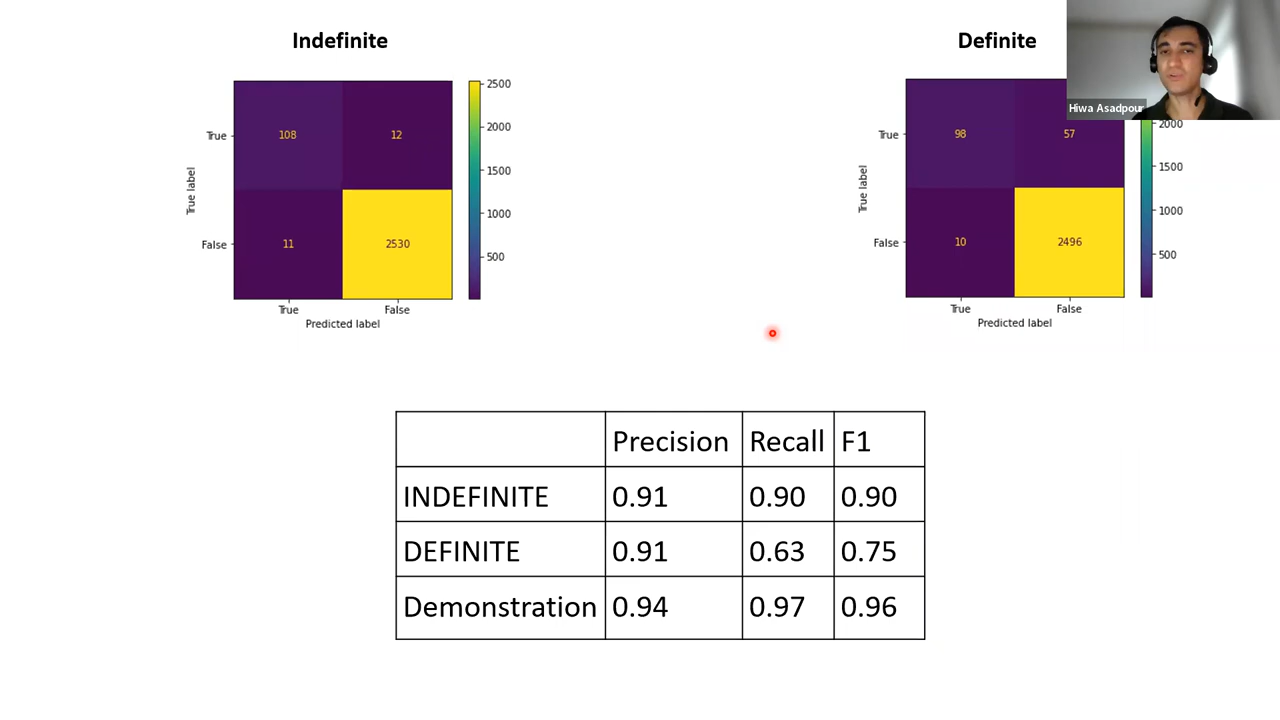 Indefinite
True label
True
False
108 12
11 2530
True False
Predicted label
2500
2000
1500
1000
500
Definite
True label
True
False
98 57
10 2496
True False
Predicted label
2000
1500
1000
500
Hiwa Asadpour
Precision Recall F1
INDEFINITE 0.91 0.90 0.90
DEFINITE 0.91 0.63 0.75
Demonstration 0.94 0.97 0.96